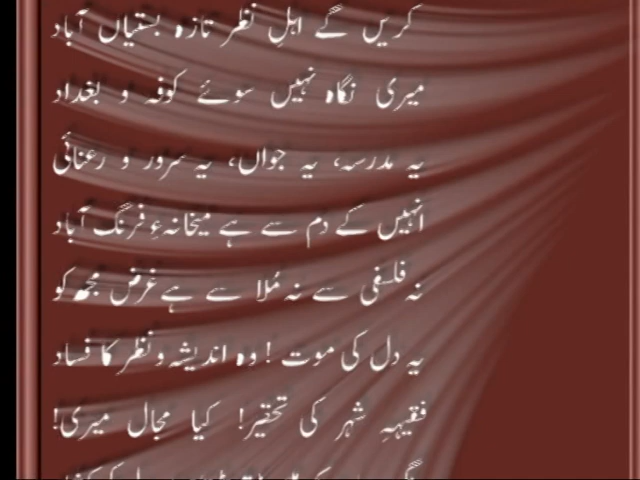 کریں گے اہلِ نظر تازہ بستیاں آباد
میری نگاہ نہیں سوئے کوفہ و بغداد
یہ مدرسہ، یہ جواں، یہ سرور و رعنائی
انہیں کے دم سے ہے میخانہءِ فرنگ آباد
نہ فلسفی سے نہ مُلا سے ہے غرض مجھ کو
یہ دل کی موت ! وہ اندیشہ و نظر کا فساد
فقیہہِ شہر کی تحقیر! کیا مجال میری!